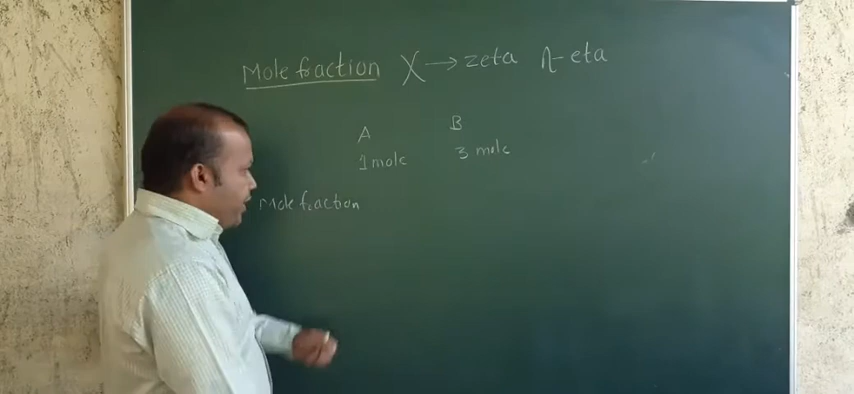 Mole fraction X → zeta η-eta
A B
1 mole 3 mole
Mole fraction